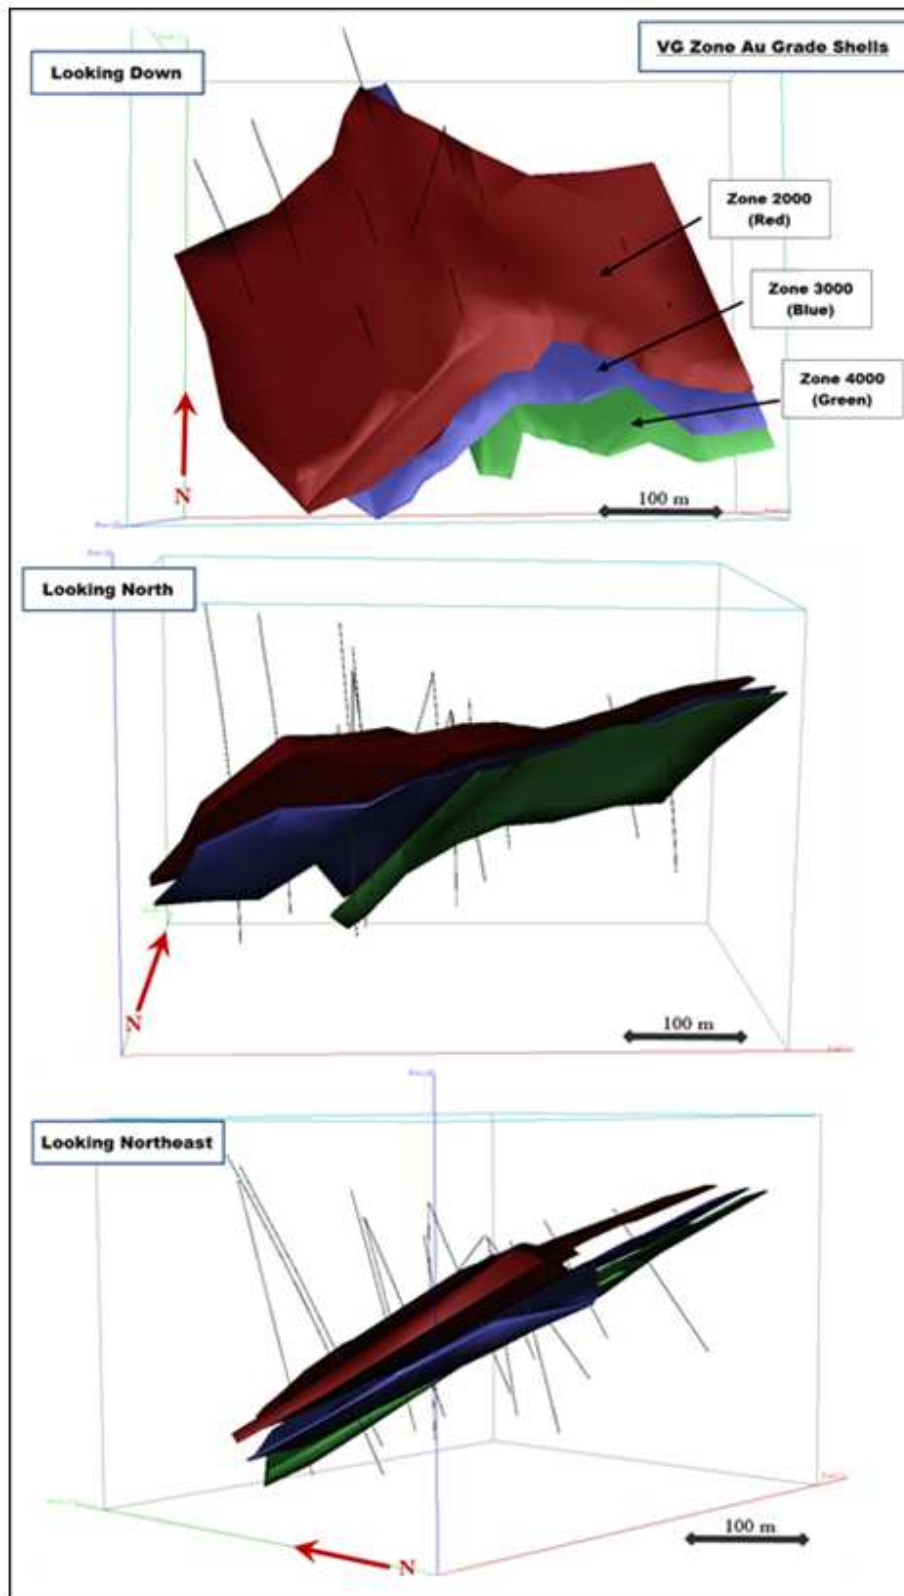 Looking Down
VG Zone Au Grade Shells
Zone 2000
(Red)
Zone 3000
(Blue)
Zone 4000
(Green)
N
100 m
Looking North
N
100 m
Looking Northeast
N
100 m